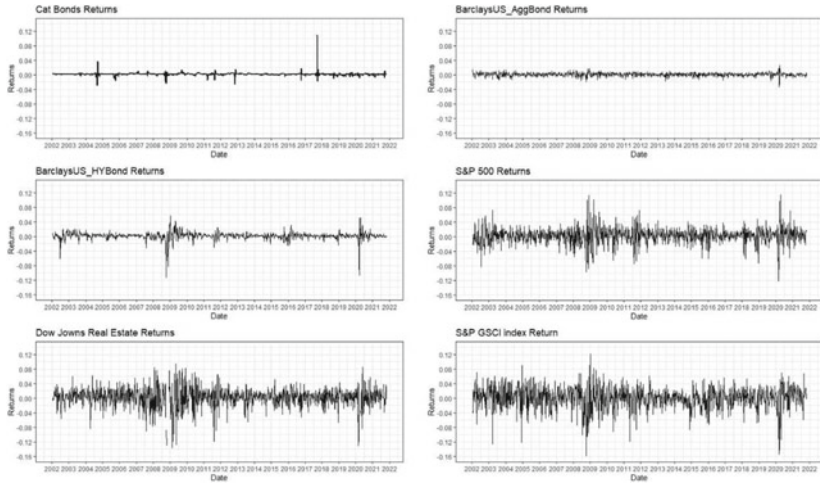 Cat Bonds Returns
0.12
0.08
0.04
0.00
-0.04
-0.08
-0.12
-0.16
Returns
2002 2003 2004 2005 2006 2007 2008 2009 2010 2011 2012 2013 2014 2015 2016 2017 2018 2019 2020 2021 2022
Date
BarclaysUS_AggBond Returns
0.12
0.08
0.04
0.00
-0.04
-0.08
-0.12
-0.16
Returns
2002 2003 2004 2005 2006 2007 2008 2009 2010 2011 2012 2013 2014 2015 2016 2017 2018 2019 2020 2021 2022
Date
BarclaysUS_HYBond Returns
0.12
0.08
0.04
0.00
-0.04
-0.08
-0.12
-0.16
Returns
2002 2003 2004 2005 2006 2007 2008 2009 2010 2011 2012 2013 2014 2015 2016 2017 2018 2019 2020 2021 2022
Date
S&P 500 Returns
0.12
0.08
0.04
0.00
-0.04
-0.08
-0.12
-0.16
Returns
2002 2003 2004 2005 2006 2007 2008 2009 2010 2011 2012 2013 2014 2015 2016 2017 2018 2019 2020 2021 2022
Date
Dow Jowns Real Estate Returns
0.12
0.08
0.04
0.00
-0.04
-0.08
-0.12
-0.16
Returns
2002 2003 2004 2005 2006 2007 2008 2009 2010 2011 2012 2013 2014 2015 2016 2017 2018 2019 2020 2021 2022
Date
S&P GSCI index Return
0.12
0.08
0.04
0.00
-0.04
-0.08
-0.12
-0.16
Returns
2002 2003 2004 2005 2006 2007 2008 2009 2010 2011 2012 2013 2014 2015 2016 2017 2018 2019 2020 2021 2022
Date